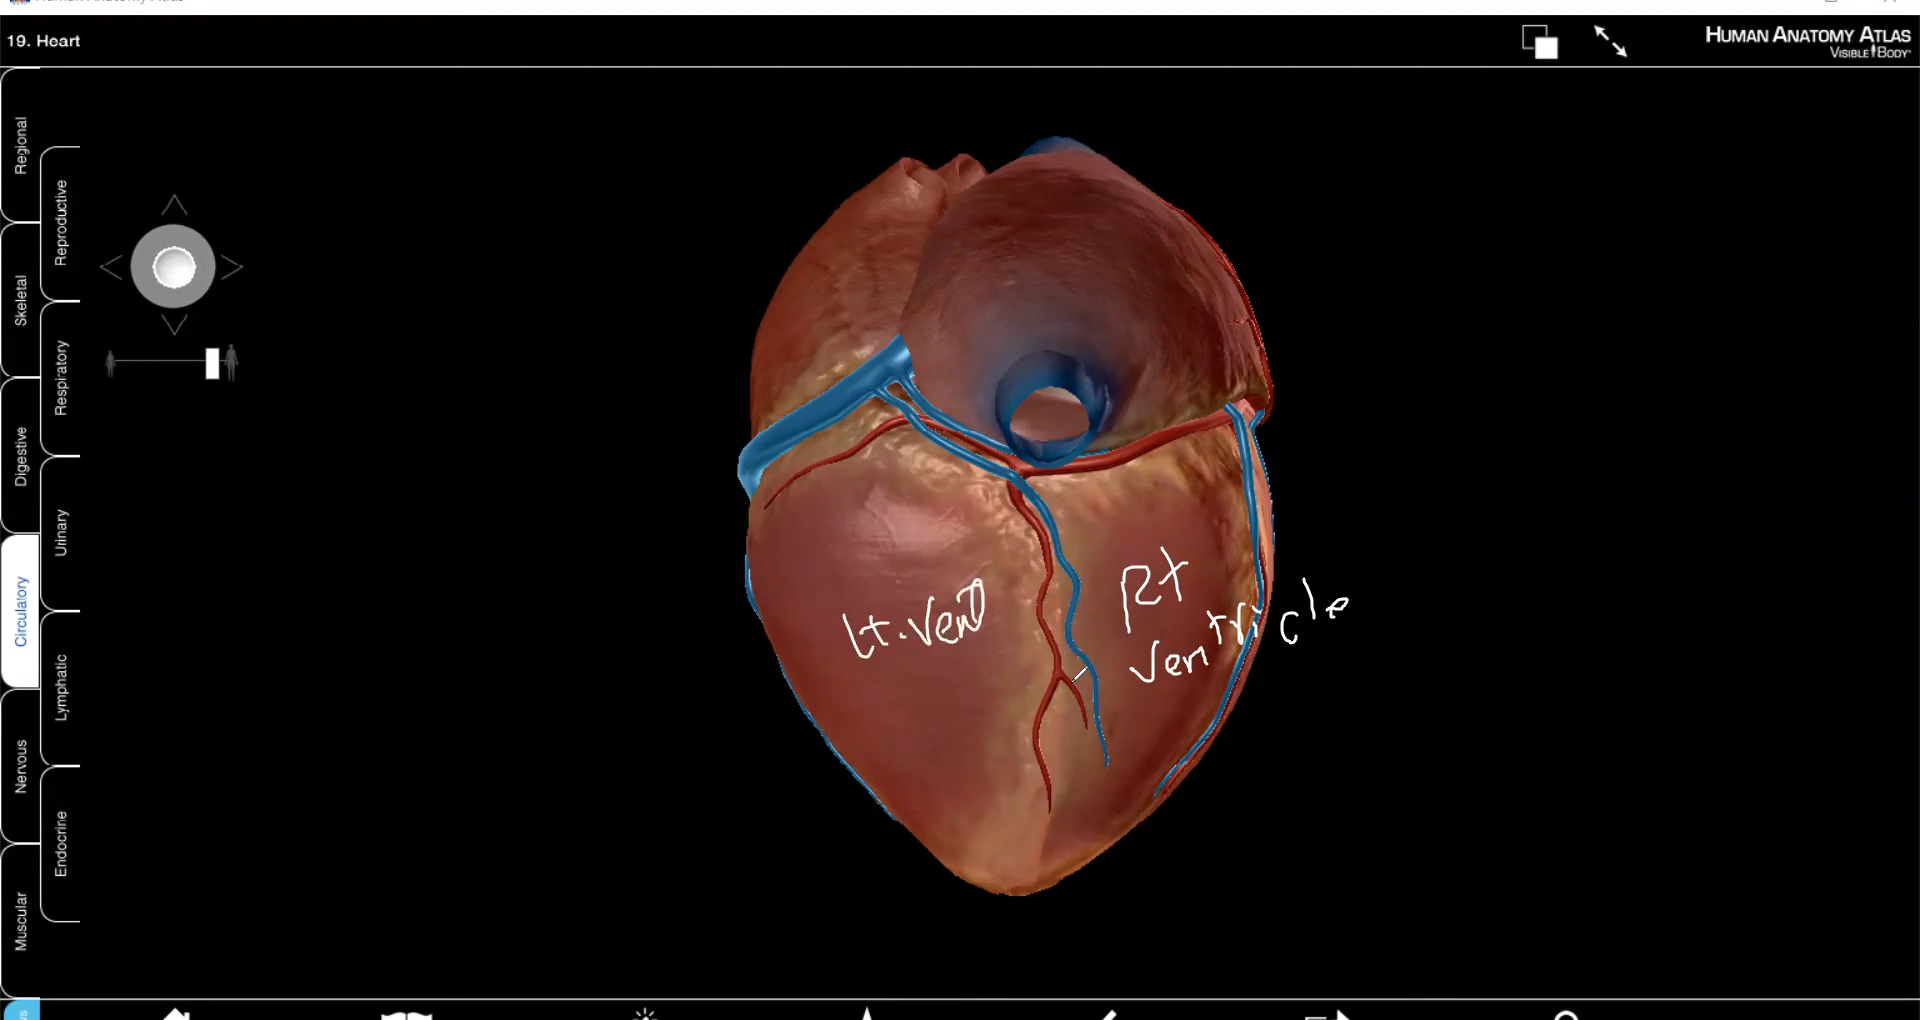 19. Heart
HUMAN ANATOMY ATLAS
VISIBLE BODY
Regional
Skeletal
Digestive
Circulatory
Nervous
Muscular
Reproductive
Respiratory
Urinary
Lymphatic
Endocrine
Lt. Vent
Rt
Ventricle